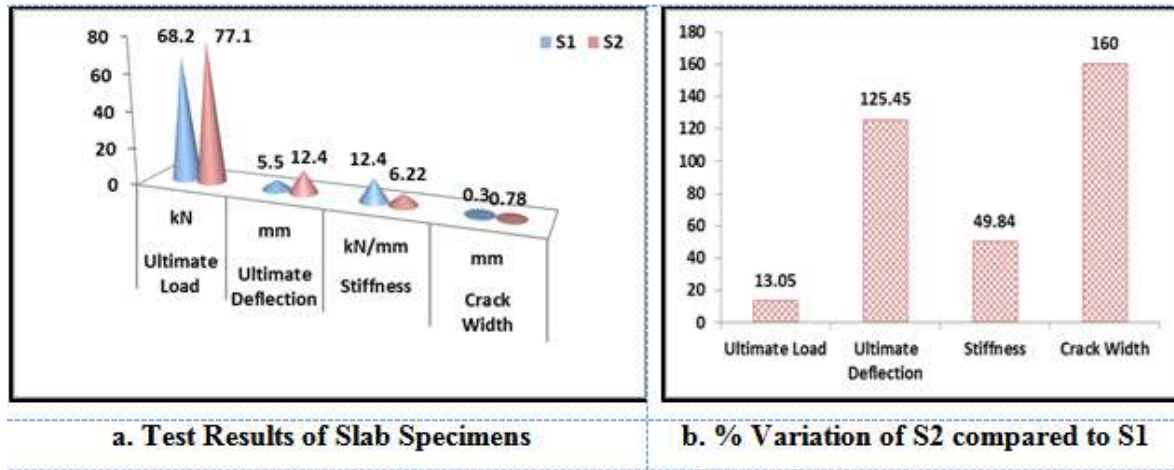 80
60
40
20
0
68.2 77.1
5.5 12.4
12.4 6.22
0.3 0.78
S1 S2
kN
Ultimate
Load
mm
Ultimate
Deflection
kN/mm
Stiffness
mm
Crack
Width
a. Test Results of Slab Specimens
180
160
140
120
100
80
60
40
20
0
13.05
125.45
49.84
160
Ultimate Load
Ultimate
Deflection
Stiffness
Crack Width
b. % Variation of S2 compared to S1